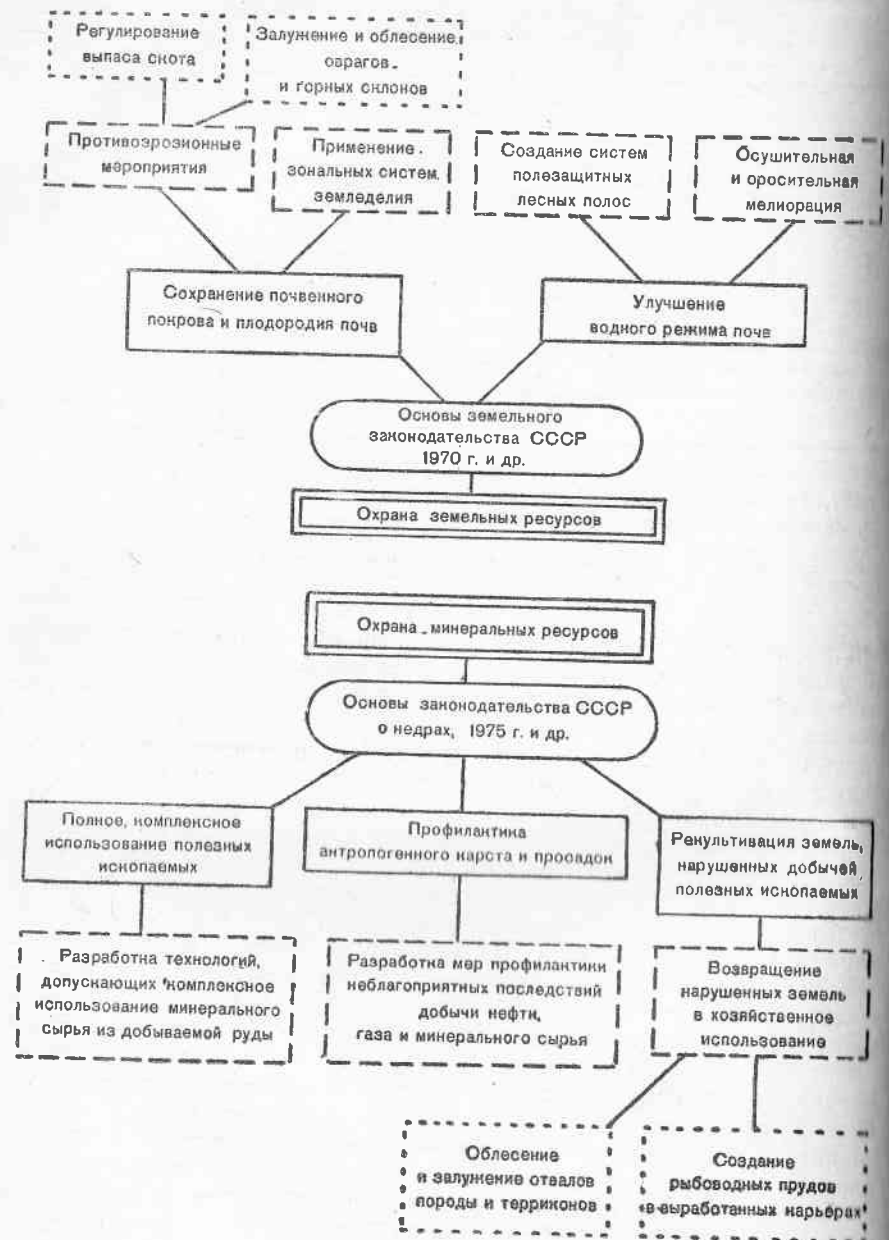 Регулирование
выпаса скота
Залужение и облесение
оврагов
и горных склонов
Противоэрозионные
мероприятия
Применение
зональных систем
земледелия
Создание систем
полезащитных
лесных полос
Осушительная
и оросительная
мелиорация
Сохранение почвенного
покрова и плодородия почв
Улучшение
водного режима почв
Основы земельного
законодательства СССР
1970 г. и др.
Охрана земельных ресурсов
Охрана минеральных ресурсов
Основы законодательства СССР
о недрах, 1975 г. и др.
Полное, комплексное
использование полезных
ископаемых
Профилактика
антропогенного карста и просадок
Рекультивация земель,
нарушенных добычей
полезных ископаемых
Разработка технологий,
допускающих комплексное
использование минерального
сырья из добываемой руды
Разработка мер профилактики
неблагоприятных последствий
добычи нефти,
газа и минерального сырья
Возвращение
нарушенных земель
в хозяйственное
использование
Облесение
и залужение отвалов
породы и терриконов
Создание
рыбоводных прудов
в выработанных карьерах